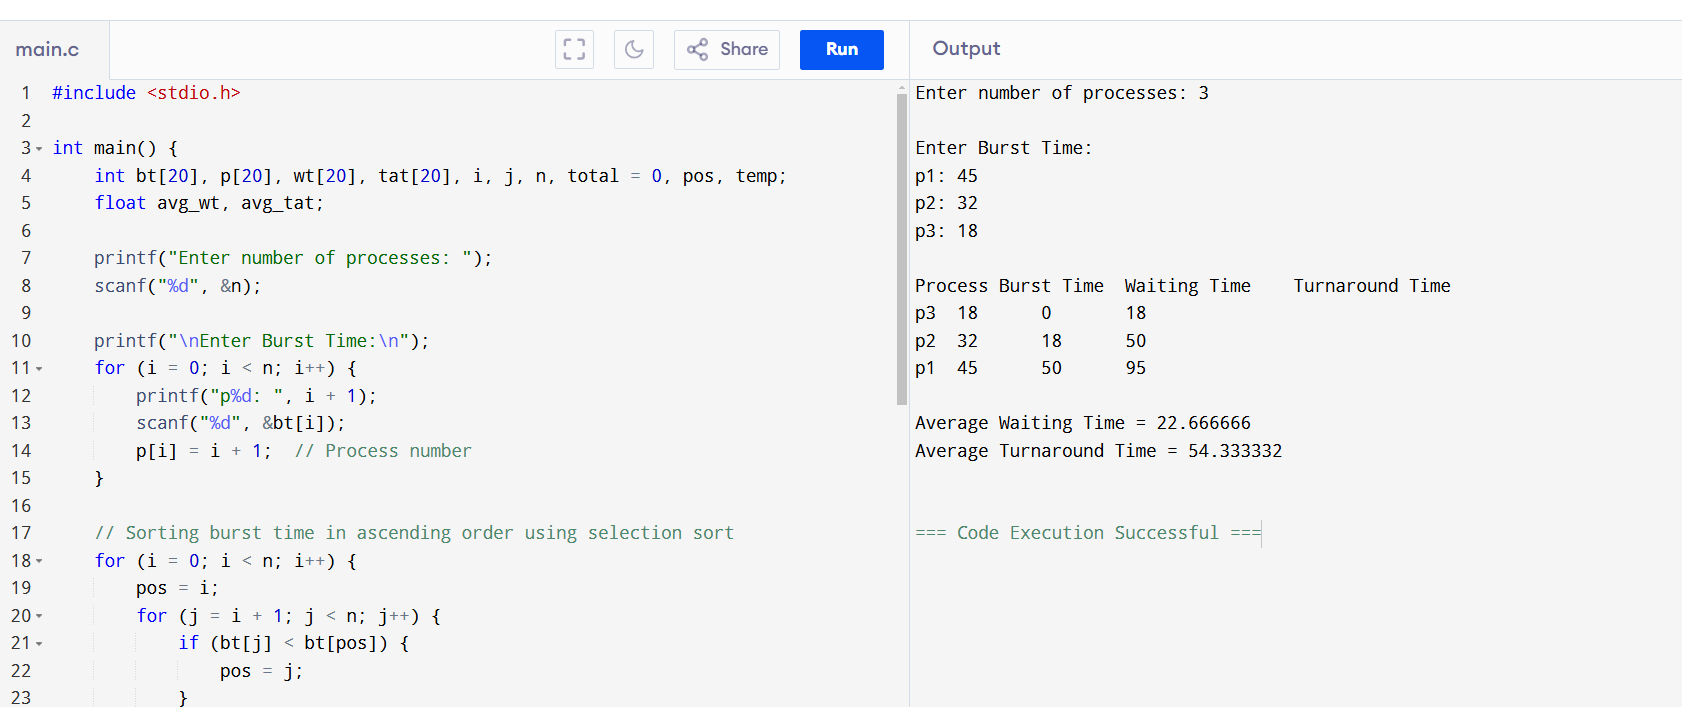 main.c
Share
Run
Output
1 #include <stdio.h>
2
3 int main() {
4 int bt[20], p[20], wt[20], tat[20], i, j, n, total = 0, pos, temp;
5 float avg_wt, avg_tat;
6
7 printf("Enter number of processes: ");
8 scanf("%d", &n);
9
10 printf("\nEnter Burst Time:\n");
11 for (i = 0; i < n; i++) {
12 printf("p%d: ", i + 1);
13 scanf("%d", &bt[i]);
14 p[i] = i + 1;  // Process number
15 }
16
17 // Sorting burst time in ascending order using selection sort
18 for (i = 0; i < n; i++) {
19 pos = i;
20 for (j = i + 1; j < n; j++) {
21 if (bt[j] < bt[pos]) {
22 pos = j;
23 }
Enter number of processes: 3
Enter Burst Time:
p1: 45
p2: 32
p3: 18
Process Burst Time  Waiting Time    Turnaround Time
p3  18      0       18
p2  32      18      50
p1  45      50      95
Average Waiting Time = 22.666666
Average Turnaround Time = 54.333332
=== Code Execution Successful ===